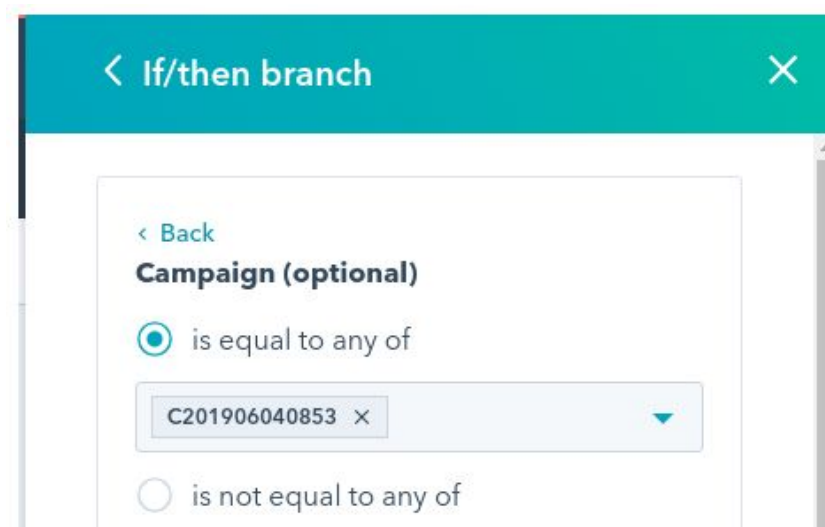 If/then branch
Back
Campaign (optional)
is equal to any of
C201906040853
is not equal to any of